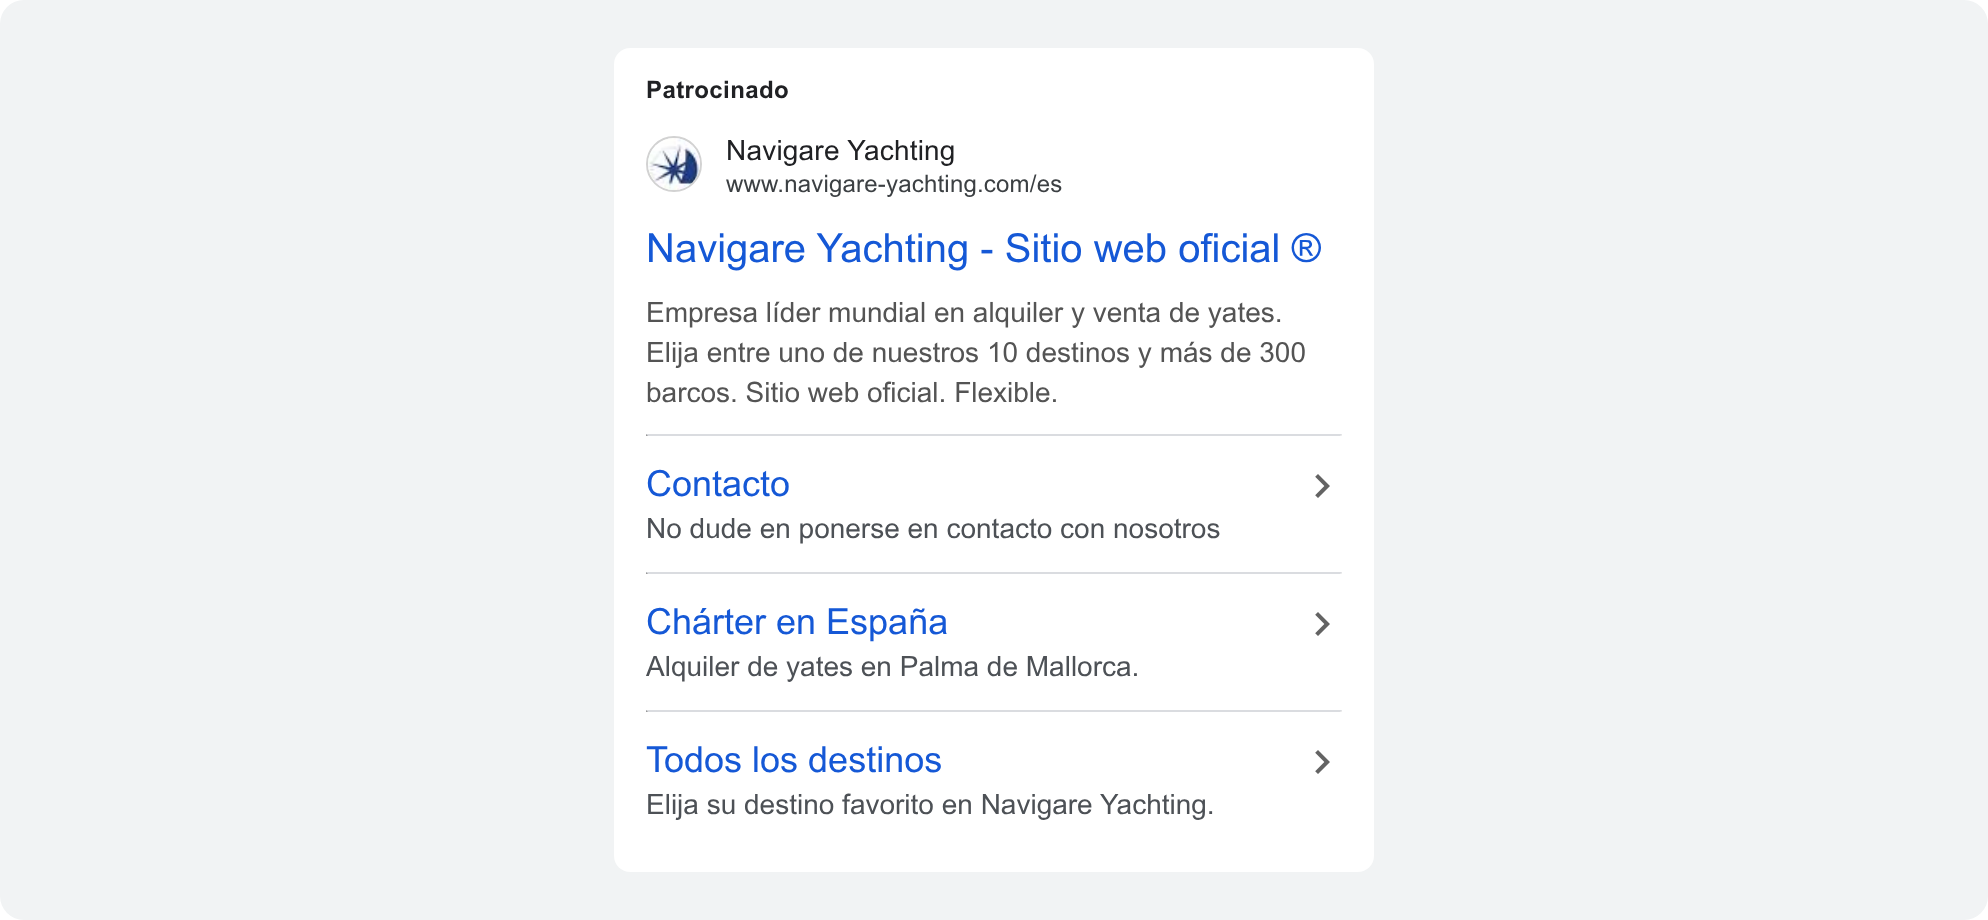 Patrocinado
Navigare Yachting
www.navigare-yachting.com/es
Navigare Yachting - Sitio web oficial ®
Empresa líder mundial en alquiler y venta de yates.
Elija entre uno de nuestros 10 destinos y más de 300
barcos. Sitio web oficial. Flexible.
Contacto
No dude en ponerse en contacto con nosotros
Chárter en España
Alquiler de yates en Palma de Mallorca.
Todos los destinos
Elija su destino favorito en Navigare Yachting.